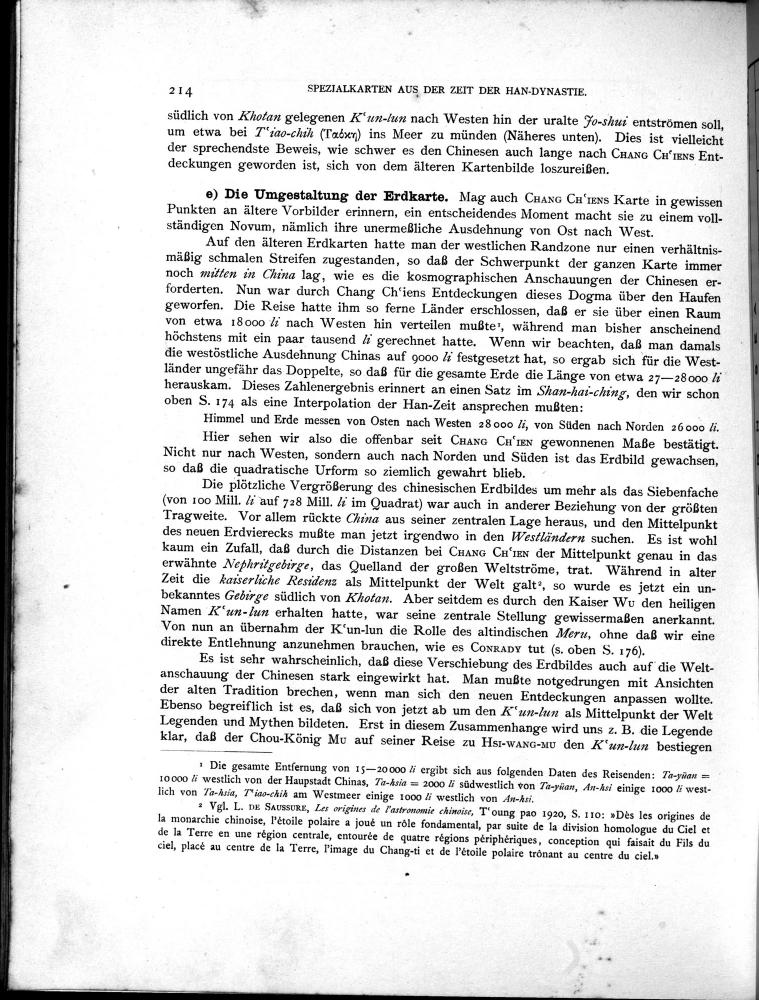 214
SPEZIALKARTEN AUS DER ZEIT DER HAN-DYNASTIE.
südlich von Khotan gelegenen K‘un-lun nach Westen hin der uralte Jo-shui entströmen soll,
um etwa bei T‘iao-chih (Ταόκη) ins Meer zu münden (Näheres unten). Dies ist vielleicht
der sprechendste Beweis, wie schwer es den Chinesen auch lange nach CHANG CH‘IENS Ent-
deckungen geworden ist, sich von dem älteren Kartenbilde loszureißen.
e) Die Umgestaltung der Erdkarte. Mag auch CHANG CH‘IENS Karte in gewissen
Punkten an ältere Vorbilder erinnern, ein entscheidendes Moment macht sie zu einem voll-
ständigen Novum, nämlich ihre unermeßliche Ausdehnung von Ost nach West.
Auf den älteren Erdkarten hatte man der westlichen Randzone nur einen verhältnis-
mäßig schmalen Streifen zugestanden, so daß der Schwerpunkt der ganzen Karte immer
noch mitten in China lag, wie es die kosmographischen Anschauungen der Chinesen er-
forderten. Nun war durch Chang Ch‘iens Entdeckungen dieses Dogma über den Haufen
geworfen. Die Reise hatte ihm so ferne Länder erschlossen, daß er sie über einen Raum
von etwa 18000 li nach Westen hin verteilen mußte¹, während man bisher anscheinend
höchstens mit ein paar tausend li gerechnet hatte. Wenn wir beachten, daß man damals
die westöstliche Ausdehnung Chinas auf 9000 li festgesetzt hat, so ergab sich für die West-
länder ungefähr das Doppelte, so daß für die gesamte Erde die Länge von etwa 27—28000 li
herauskam. Dieses Zahlenergebnis erinnert an einen Satz im Shan-hai-ching, den wir schon
oben S. 174 als eine Interpolation der Han-Zeit ansprechen mußten:
Himmel und Erde messen von Osten nach Westen 28000 li, von Süden nach Norden 26000 li.
Hier sehen wir also die offenbar seit CHANG CH‘IEN gewonnenen Maße bestätigt.
Nicht nur nach Westen, sondern auch nach Norden und Süden ist das Erdbild gewachsen,
so daß die quadratische Urform so ziemlich gewahrt blieb.
Die plötzliche Vergrößerung des chinesischen Erdbildes um mehr als das Siebenfache
(von 100 Mill. li auf 728 Mill. li im Quadrat) war auch in anderer Beziehung von der größten
Tragweite. Vor allem rückte China aus seiner zentralen Lage heraus, und den Mittelpunkt
des neuen Erdvierecks mußte man jetzt irgendwo in den Westländern suchen. Es ist wohl
kaum ein Zufall, daß durch die Distanzen bei CHANG CH‘IEN der Mittelpunkt genau in das
erwähnte Nephritgebirge, das Quelland der großen Weltströme, trat. Während in alter
Zeit die kaiserliche Residenz als Mittelpunkt der Welt galt², so wurde es jetzt ein un-
bekanntes Gebirge südlich von Khotan. Aber seitdem es durch den Kaiser WU den heiligen
Namen K‘un-lun erhalten hatte, war seine zentrale Stellung gewissermaßen anerkannt.
Von nun an übernahm der K‘un-lun die Rolle des altindischen Meru, ohne daß wir eine
direkte Entlehnung anzunehmen brauchen, wie es CONRADY tut (s. oben S. 176).
Es ist sehr wahrscheinlich, daß diese Verschiebung des Erdbildes auch auf die Welt-
anschauung der Chinesen stark eingewirkt hat. Man mußte notgedrungen mit Ansichten
der alten Tradition brechen, wenn man sich den neuen Entdeckungen anpassen wollte.
Ebenso begreiflich ist es, daß sich von jetzt ab um den K‘un-lun als Mittelpunkt der Welt
Legenden und Mythen bildeten. Erst in diesem Zusammenhange wird uns z. B. die Legende
klar, daß der Chou-König MU auf seiner Reise zu HSI-WANG-MU den K‘un-lun bestiegen
¹ Die gesamte Entfernung von 15—20000 li ergibt sich aus folgenden Daten des Reisenden: Ta-yüan =
10000 li westlich von der Haupstadt Chinas, Ta-hsia = 2000 li südwestlich von Ta-yüan, An-hsi einige 1000 li west-
lich von Ta-hsia, T‘iao-chih am Westmeer einige 1000 li westlich von An-hsi.
² Vgl. L. DE SAUSSURE, Les origines de l’astronomie chinoise, T‘oung pao 1920, S. 110: »Dès les origines de
la monarchie chinoise, l’étoile polaire a joué un rôle fondamental, par suite de la division homologue du Ciel et
de la Terre en une région centrale, entourée de quatre régions périphériques, conception qui faisait du Fils du
ciel, placé au centre de la Terre, l’image du Chang-ti et de l’étoile polaire trônant au centre du ciel.»